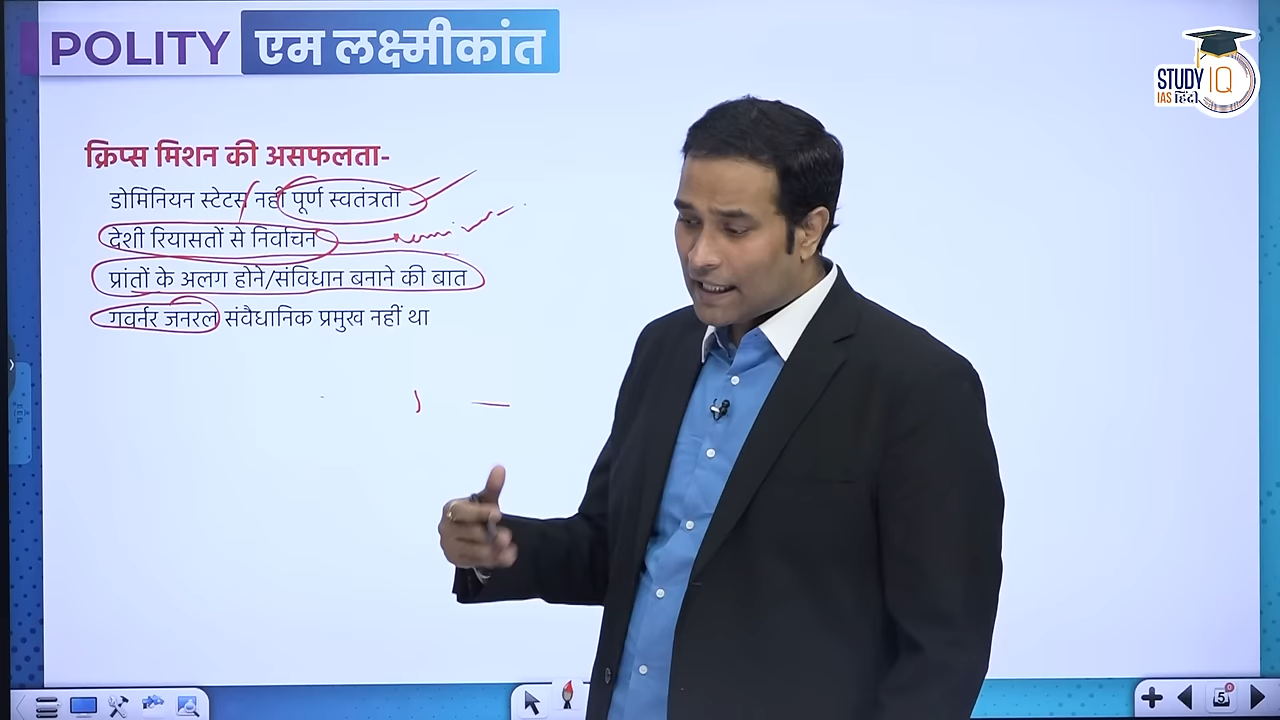 POLITY एम लक्ष्मीकांत
STUDY IQ
IAS हिंदी
क्रिप्स मिशन की असफलता-
डोमिनियन स्टेटस नहीं पूर्ण स्वतंत्रता
देशी रियासतों से निर्वाचन
प्रांतों के अलग होने/संविधान बनाने की बात
गवर्नर जनरल संवैधानिक प्रमुख नहीं था
5